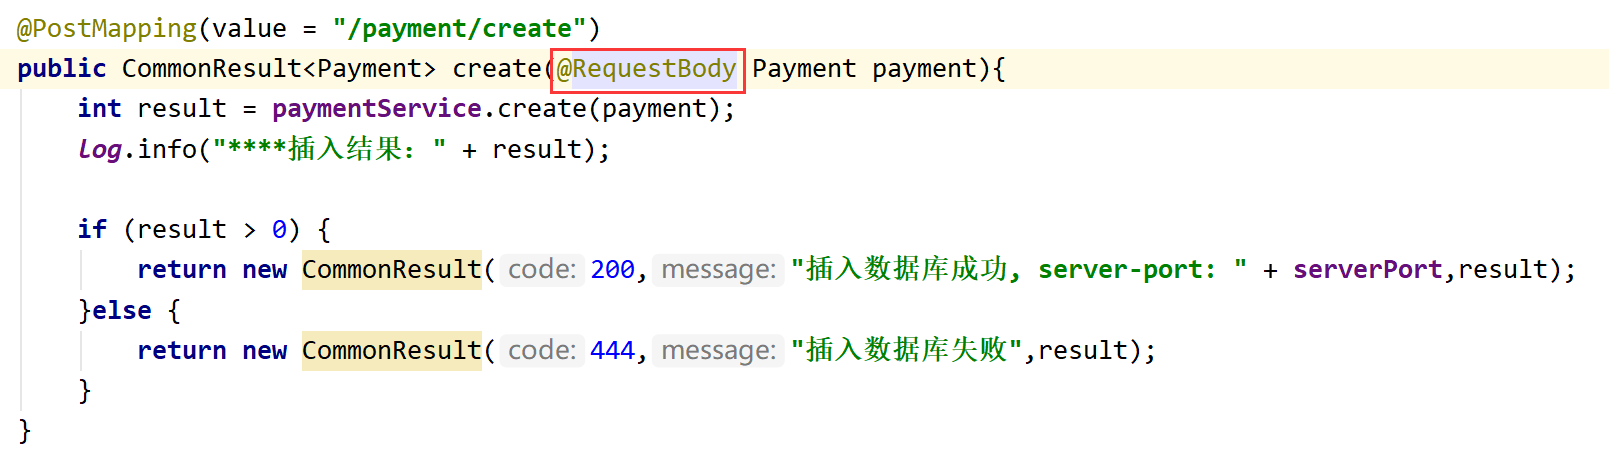 @PostMapping(value = "/payment/create")
public CommonResult<Payment> create(@RequestBody Payment payment){
    int result = paymentService.create(payment);
    log.info("****插入结果：" + result);
    if (result > 0) {
        return new CommonResult( code: 200, message: "插入数据库成功, server-port: " + serverPort,result);
    }else {
        return new CommonResult( code: 444, message: "插入数据库失败",result);
    }
}